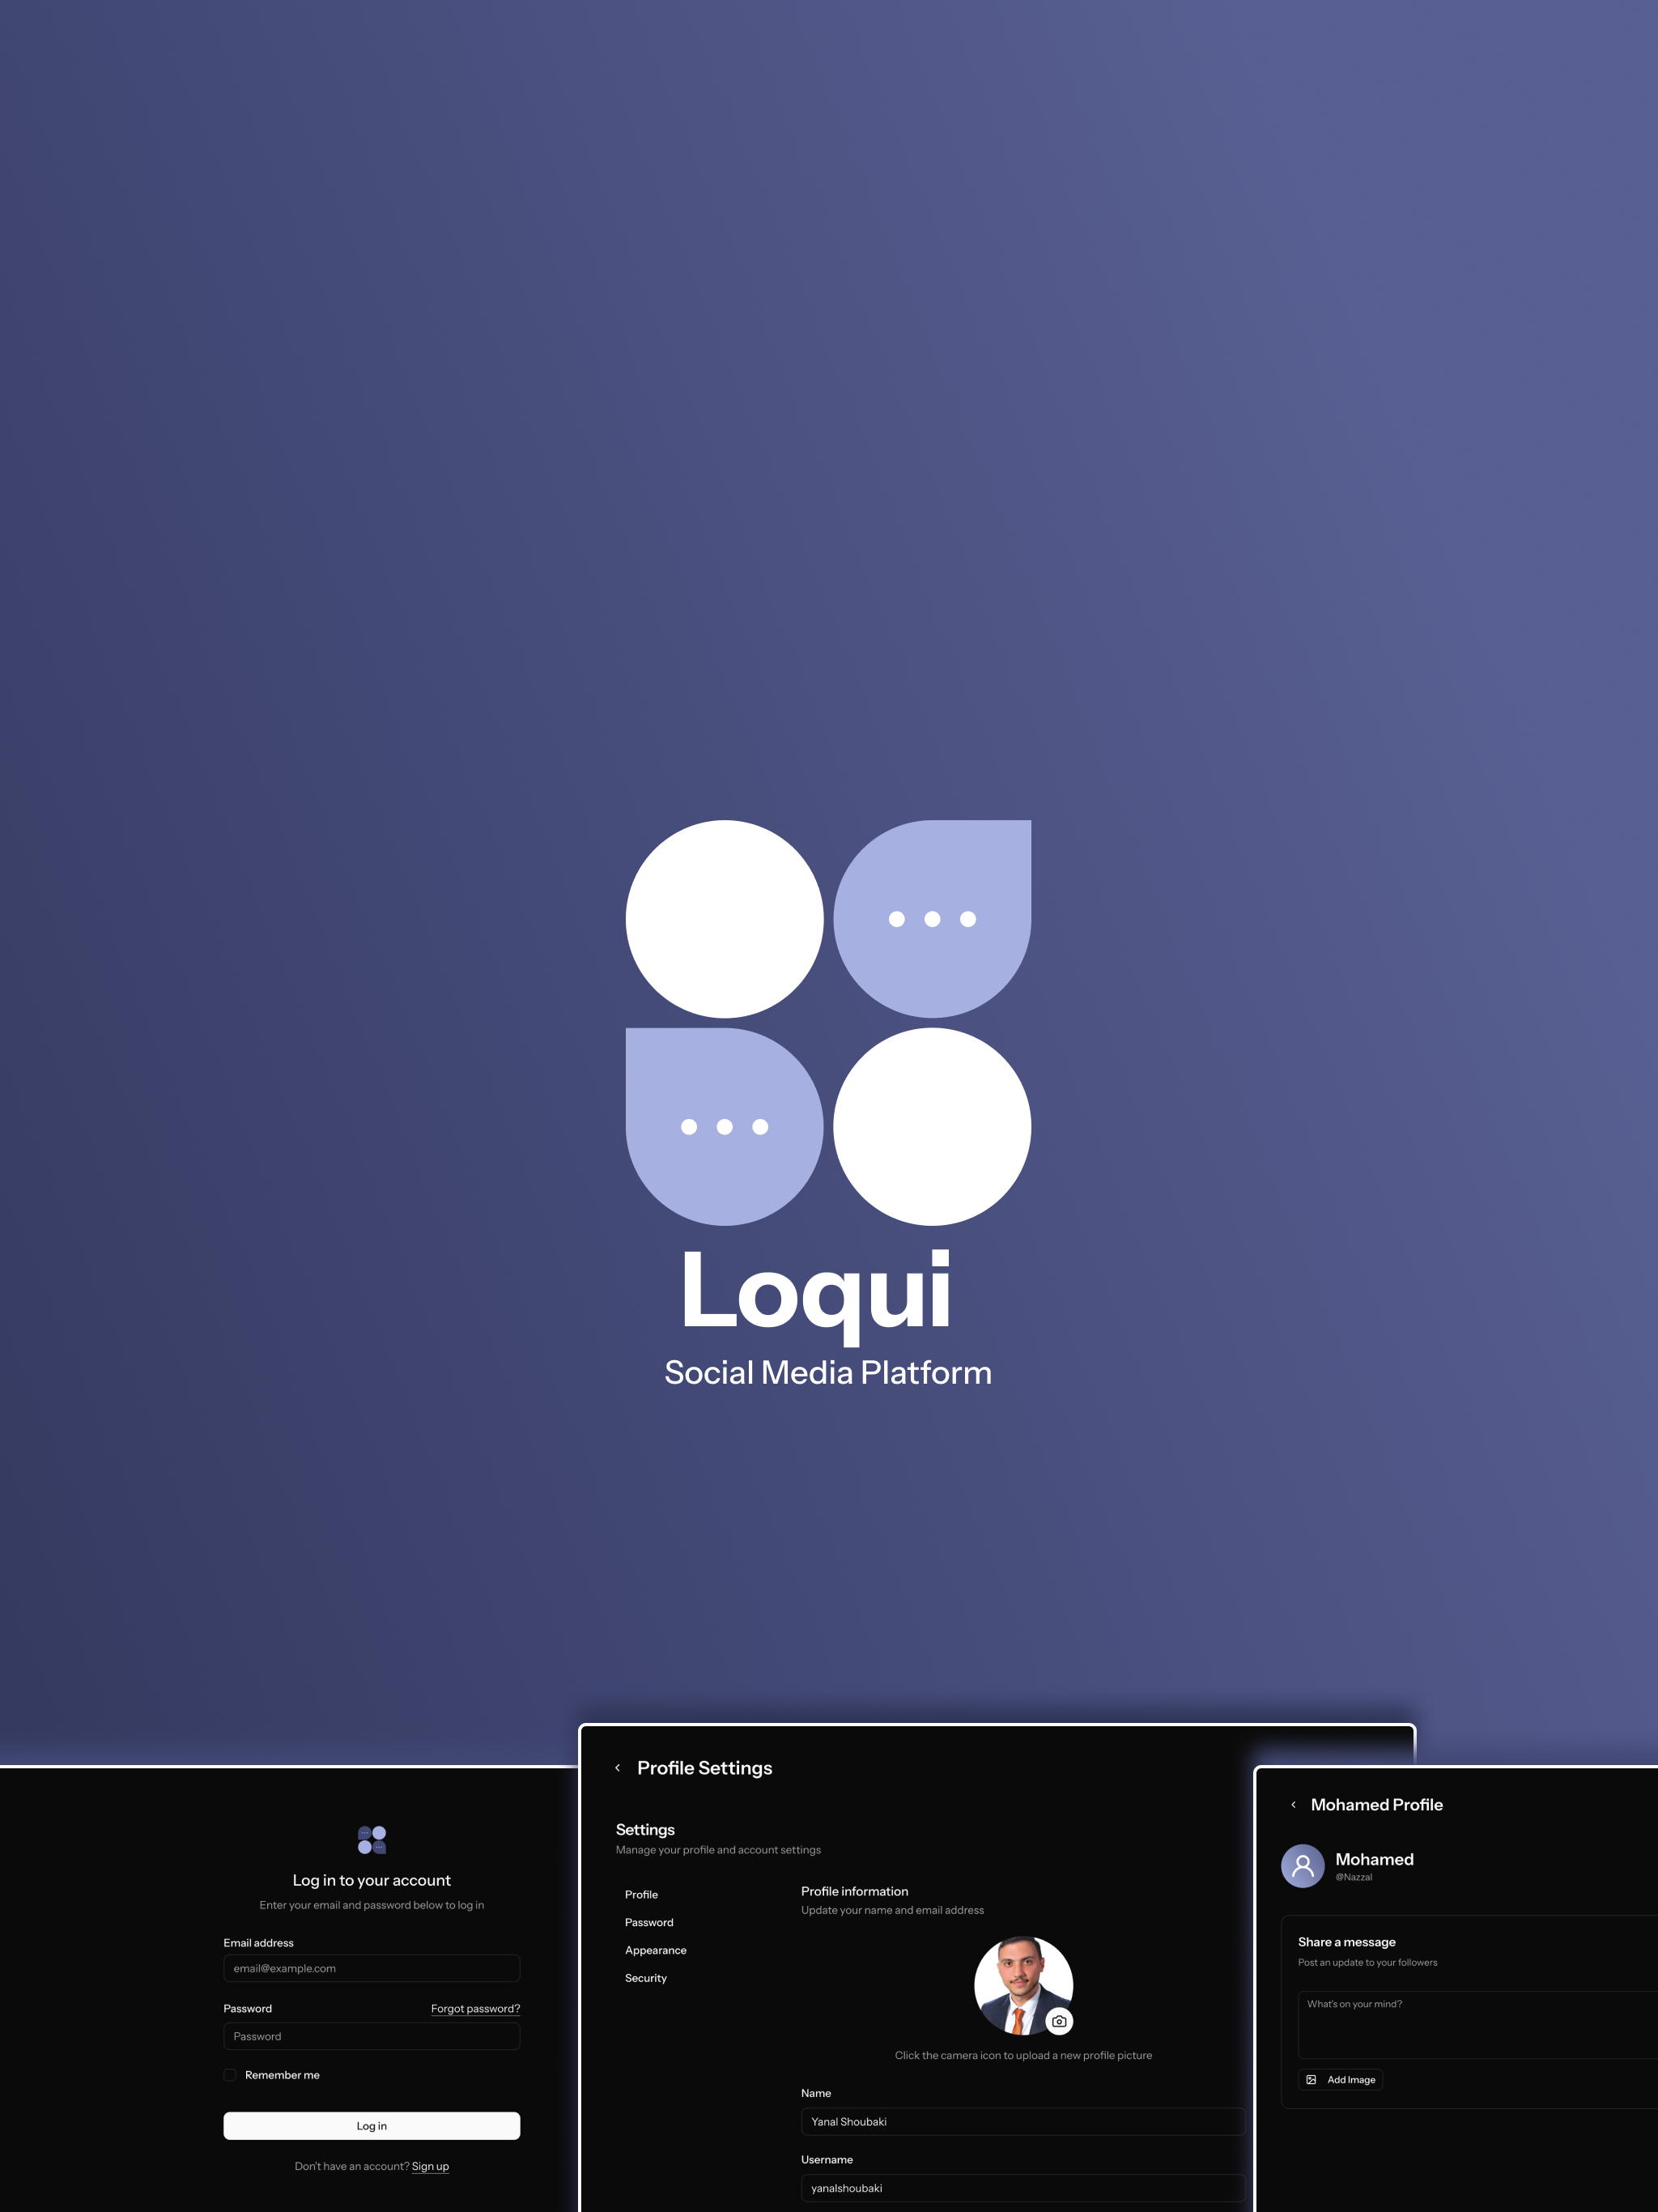 Loqui
Social Media Platform
Log in to your account
Enter your email and password below to log in
Email address
email@example.com
Password
Forgot password?
Password
Remember me
Log in
Don't have an account? Sign up
Profile Settings
Settings
Manage your profile and account settings
Profile
Password
Appearance
Security
Profile information
Update your name and email address
Click the camera icon to upload a new profile picture
Name
Yanal Shoubaki
Username
yanalshoubaki
Mohamed Profile
Mohamed
@Nazzal
Share a message
Post an update to your followers
What's on your mind?
Add Image